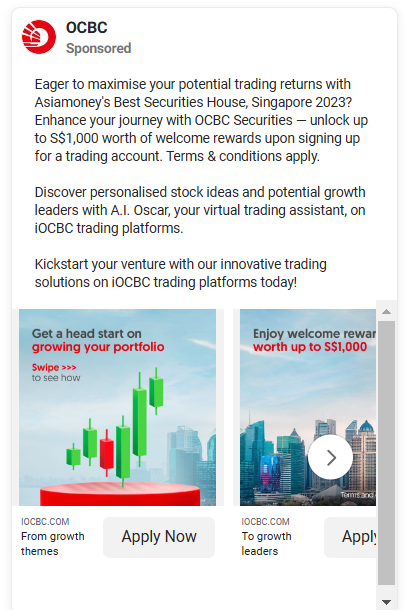 OCBC
Sponsored
Eager to maximise your potential trading returns with
Asiamoney's Best Securities House, Singapore 2023?
Enhance your journey with OCBC Securities — unlock up
to S$1,000 worth of welcome rewards upon signing up
for a trading account. Terms & conditions apply.
Discover personalised stock ideas and potential growth
leaders with A.I. Oscar, your virtual trading assistant, on
iOCBC trading platforms.
Kickstart your venture with our innovative trading
solutions on iOCBC trading platforms today!
Get a head start on
growing your portfolio
Swipe >>>
to see how
IOCBC.COM
From growth
themes
Apply Now
Enjoy welcome rewar
worth up to S$1,000
Terms and
IOCBC.COM
To growth
leaders
Apply